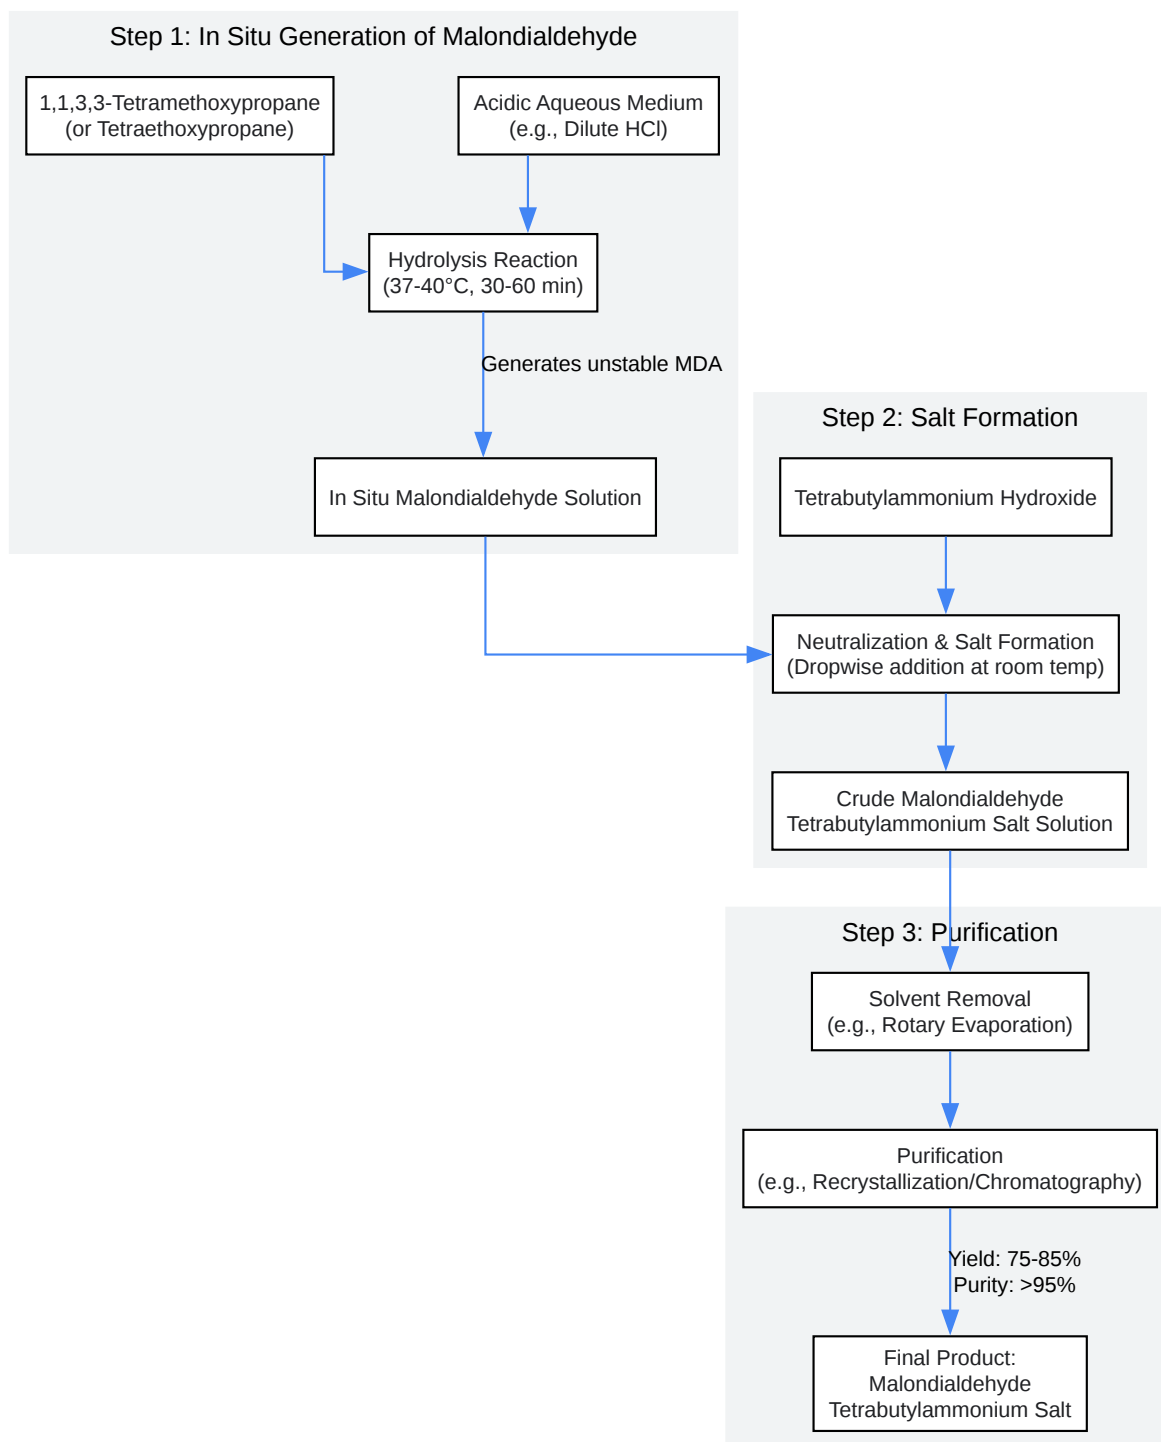 Step 1: In Situ Generation of Malondialdehyde
1,1,3,3-Tetramethoxypropane
(or Tetraethoxypropane)
Acidic Aqueous Medium
(e.g., Dilute HCl)
Hydrolysis Reaction
(37-40°C, 30-60 min)
Generates unstable MDA
In Situ Malondialdehyde Solution
Step 2: Salt Formation
Tetrabutylammonium Hydroxide
Neutralization & Salt Formation
(Dropwise addition at room temp)
Crude Malondialdehyde
Tetrabutylammonium Salt Solution
Step 3: Purification
Solvent Removal
(e.g., Rotary Evaporation)
Purification
(e.g., Recrystallization/Chromatography)
Yield: 75-85%
Purity: >95%
Final Product:
Malondialdehyde
Tetrabutylammonium Salt